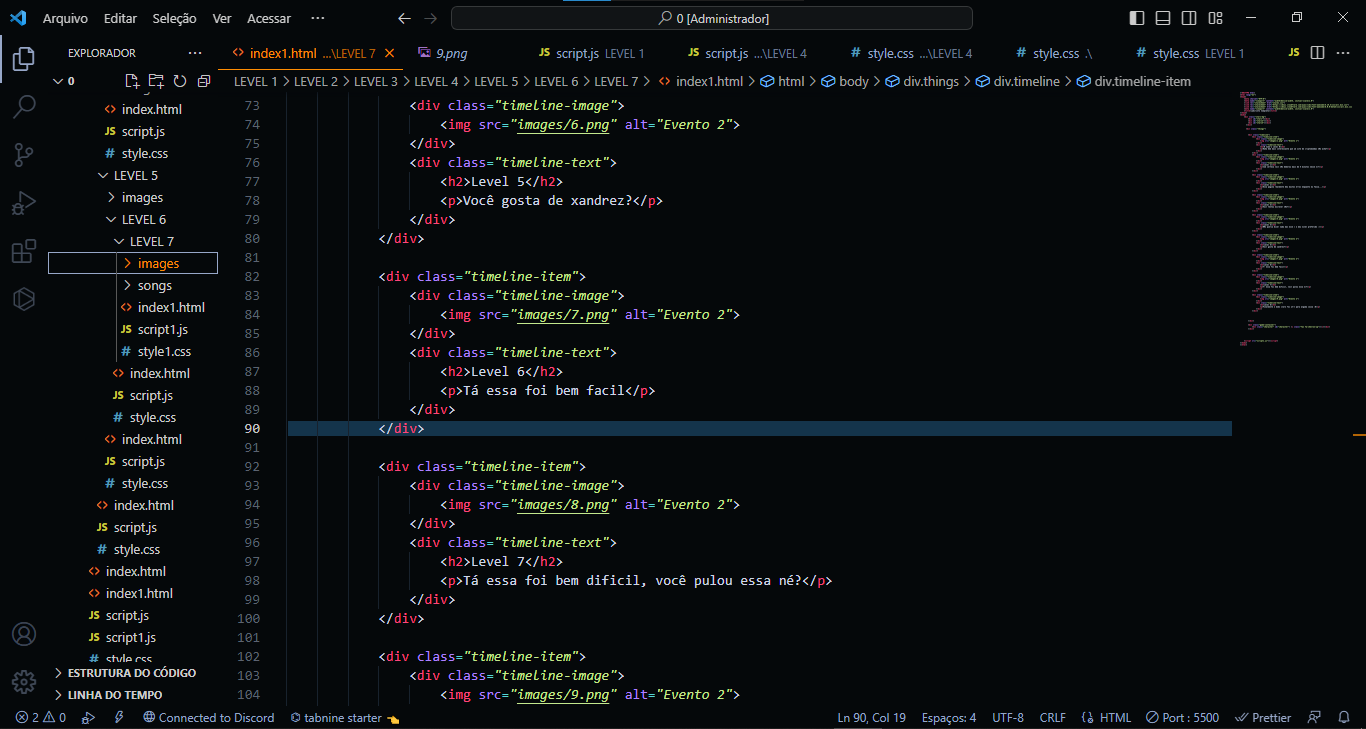 Arquivo Editar Seleção Ver Acessar ··· 0 [Administrador]
EXPLORADOR ···
index1.html ...\LEVEL 7 9.png JS script.js LEVEL 1 JS script.js ...\LEVEL 4 # style.css ...\LEVEL 4 # style.css .\ # style.css LEVEL 1 JS ···
0
LEVEL 1 > LEVEL 2 > LEVEL 3 > LEVEL 4 > LEVEL 5 > LEVEL 6 > LEVEL 7 > <> index1.html > html > body > div.things > div.timeline > div.timeline-item
<> index.html
JS script.js
# style.css
LEVEL 5
> images
LEVEL 6
LEVEL 7
> images
> songs
<> index1.html
JS script1.js
# style1.css
<> index.html
JS script.js
# style.css
<> index.html
JS script.js
# style.css
<> index.html
JS script.js
# style.css
<> index.html
<> index1.html
JS script.js
JS script1.js
# style.css
> ESTRUTURA DO CÓDIGO
> LINHA DO TEMPO
73 <div class="timeline-image">
74 <img src="images/6.png" alt="Evento 2">
75 </div>
76 <div class="timeline-text">
77 <h2>Level 5</h2>
78 <p>Você gosta de xandrez?</p>
79 </div>
80 </div>
81
82 <div class="timeline-item">
83 <div class="timeline-image">
84 <img src="images/7.png" alt="Evento 2">
85 </div>
86 <div class="timeline-text">
87 <h2>Level 6</h2>
88 <p>Tá essa foi bem facil</p>
89 </div>
90 </div>
91
92 <div class="timeline-item">
93 <div class="timeline-image">
94 <img src="images/8.png" alt="Evento 2">
95 </div>
96 <div class="timeline-text">
97 <h2>Level 7</h2>
98 <p>Tá essa foi bem dificil, você pulou essa né?</p>
99 </div>
100 </div>
101
102 <div class="timeline-item">
103 <div class="timeline-image">
104 <img src="images/9.png" alt="Evento 2">
2 0 Connected to Discord tabnine starter Ln 90, Col 19 Espaços: 4 UTF-8 CRLF {} HTML Port : 5500 Prettier